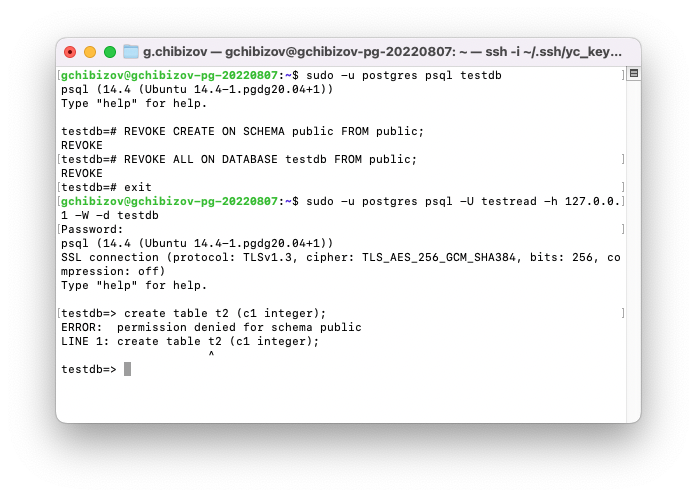 g.chibizov — gchibizov@gchibizov-pg-20220807: ~ — ssh -i ~/.ssh/yc_key...
[gchibizov@gchibizov-pg-20220807:~$ sudo -u postgres psql testdb ]
psql (14.4 (Ubuntu 14.4-1.pgdg20.04+1))
Type "help" for help.
testdb=# REVOKE CREATE ON SCHEMA public FROM public;
REVOKE
[testdb=# REVOKE ALL ON DATABASE testdb FROM public; ]
REVOKE
[testdb=# exit ]
[gchibizov@gchibizov-pg-20220807:~$ sudo -u postgres psql -U testread -h 127.0.0.]
1 -W -d testdb
[Password: ]
psql (14.4 (Ubuntu 14.4-1.pgdg20.04+1))
SSL connection (protocol: TLSv1.3, cipher: TLS_AES_256_GCM_SHA384, bits: 256, co
mpression: off)
Type "help" for help.
[testdb=> create table t2 (c1 integer); ]
ERROR:  permission denied for schema public
LINE 1: create table t2 (c1 integer);
^
testdb=>